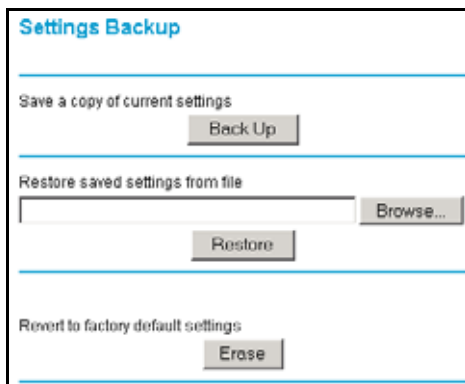 Settings Backup
Save a copy of current settings
Back Up
Restore saved settings from file
Browse...
Restore
Revert to factory default settings
Erase